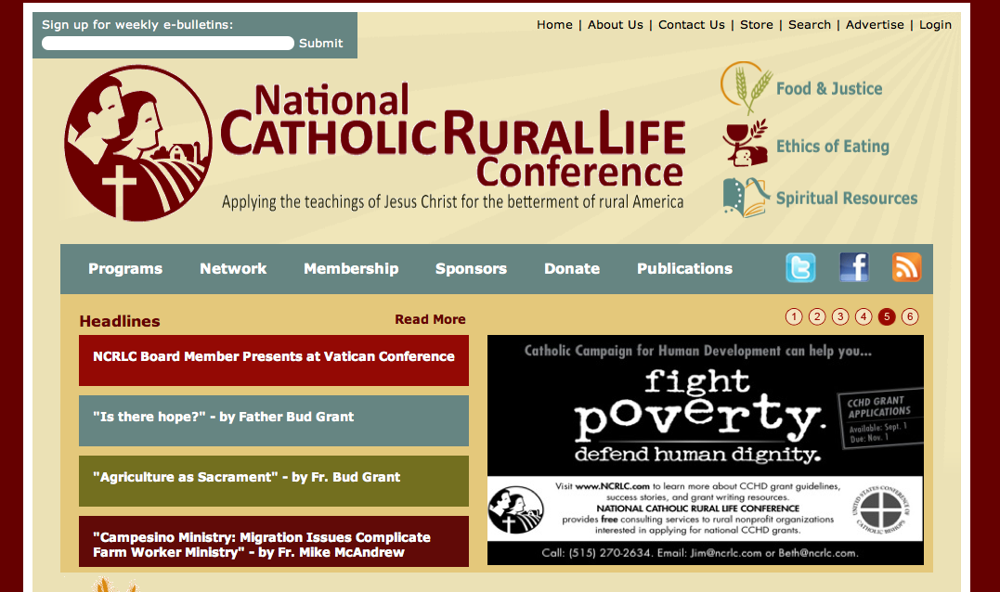 Sign up for weekly e-bulletins:
Submit
Home | About Us | Contact Us | Store | Search | Advertise | Login
National
CATHOLIC RURAL LIFE
Conference
Applying the teachings of Jesus Christ for the betterment of rural America
Food & Justice
Ethics of Eating
Spiritual Resources
Programs Network Membership Sponsors Donate Publications
Headlines
Read More
NCRLC Board Member Presents at Vatican Conference
"Is there hope?" - by Father Bud Grant
"Agriculture as Sacrament" - by Fr. Bud Grant
"Campesino Ministry: Migration Issues Complicate
Farm Worker Ministry" - by Fr. Mike McAndrew
1 2 3 4 5 6
Catholic Campaign for Human Development can help you...
fight
poverty.
defend human dignity.
CCHD GRANT
APPLICATIONS
Available: Sept. 1
Due: Nov. 1
Visit www.NCRLC.com to learn more about CCHD grant guidelines,
success stories, and grant writing resources.
NATIONAL CATHOLIC RURAL LIFE CONFERENCE
provides free consulting services to rural nonprofit organizations
interested in applying for national CCHD grants.
UNITED STATES CONFERENCE OF CATHOLIC BISHOPS
Call: (515) 270-2634. Email: Jim@ncrlc.com or Beth@ncrlc.com.